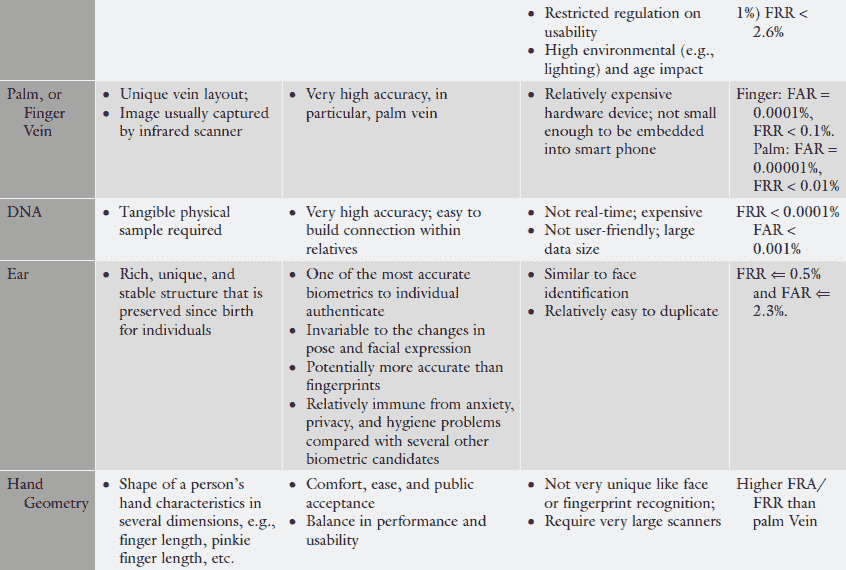 • Restricted regulation on
usability
• High environmental (e.g.,
lighting) and age impact
1%) FRR <
2.6%
Palm, or
Finger
Vein
• Unique vein layout;
• Image usually captured
by infrared scanner
• Very high accuracy, in
particular, palm vein
• Relatively expensive
hardware device; not small
enough to be embedded
into smart phone
Finger: FAR =
0.0001%,
FRR < 0.1%.
Palm: FAR =
0.00001%,
FRR < 0.01%
DNA
• Tangible physical
sample required
• Very high accuracy; easy to
build connection within
relatives
• Not real-time; expensive
• Not user-friendly; large
data size
FRR < 0.0001%
FAR <
0.001%
Ear
• Rich, unique, and
stable structure that is
preserved since birth
for individuals
• One of the most accurate
biometrics to individual
authenticate
• Invariable to the changes in
pose and facial expression
• Potentially more accurate than
fingerprints
• Relatively immune from anxiety,
privacy, and hygiene problems
compared with several other
biometric candidates
• Similar to face
identification
• Relatively easy to duplicate
FRR ⇐ 0.5%
and FAR ⇐
2.3%.
Hand
Geometry
• Shape of a person’s
hand characteristics in
several dimensions, e.g.,
finger length, pinkie
finger length, etc.
• Comfort, ease, and public
acceptance
• Balance in performance and
usability
• Not very unique like face
or fingerprint recognition;
• Require very large scanners
Higher FRA/
FRR than
palm Vein